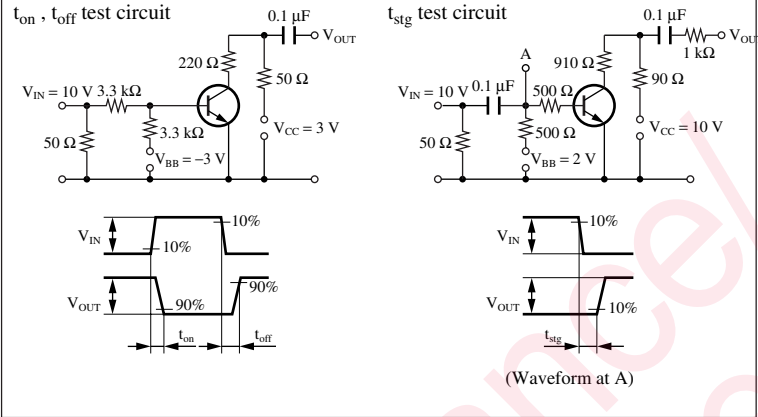 t_on , t_off test circuit
0.1 μF
V_OUT
220 Ω
50 Ω
V_IN = 10 V 3.3 kΩ
3.3 kΩ
V_CC = 3 V
50 Ω
V_BB = −3 V
V_IN
10%
10%
V_OUT
90%
90%
t_on
t_off
t_stg test circuit
0.1 μF
V_OU
1 kΩ
A
910 Ω
90 Ω
V_IN = 10 V 0.1 μF
500 Ω
500 Ω
V_CC = 10 V
50 Ω
V_BB = 2 V
V_IN
10%
V_OUT
10%
t_stg
(Waveform at A)